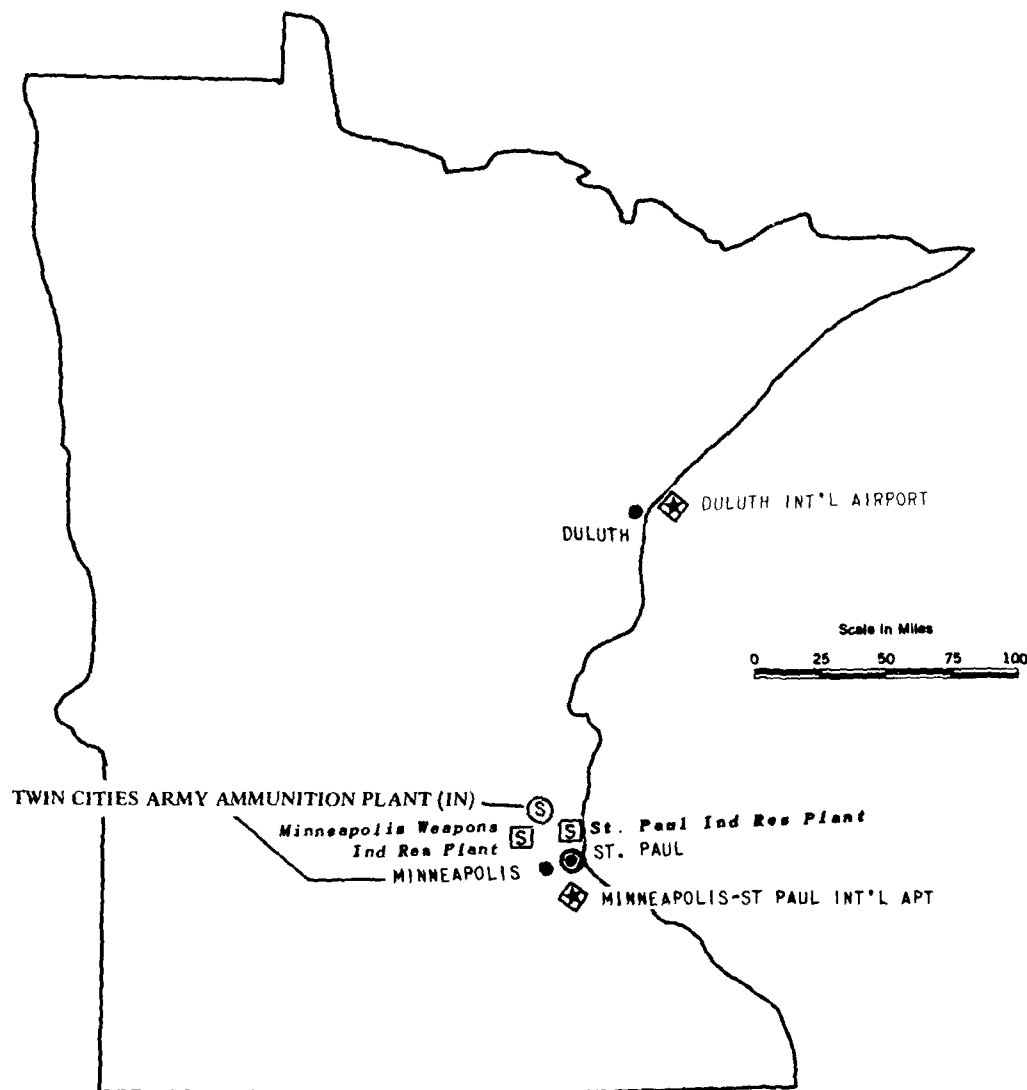 DULUTH INT'L AIRPORT
DULUTH
Scale in Miles
0 25 50 75 100
TWIN CITIES ARMY AMMUNITION PLANT (IN)
S
Minneapolis Weapons
Ind Res Plant
S
S
St. Paul Ind Res Plant
ST. PAUL
MINNEAPOLIS
MINNEAPOLIS-ST PAUL INT'L APT